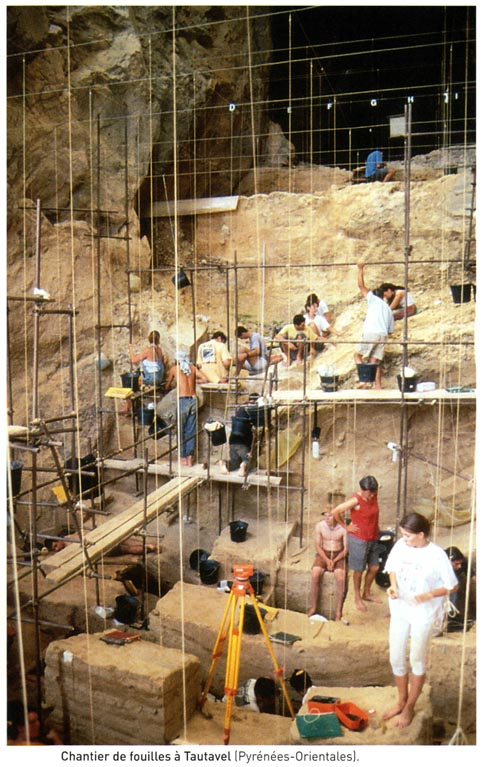 D E F G H I
Chantier de fouilles à Tautavel (Pyrénées-Orientales).